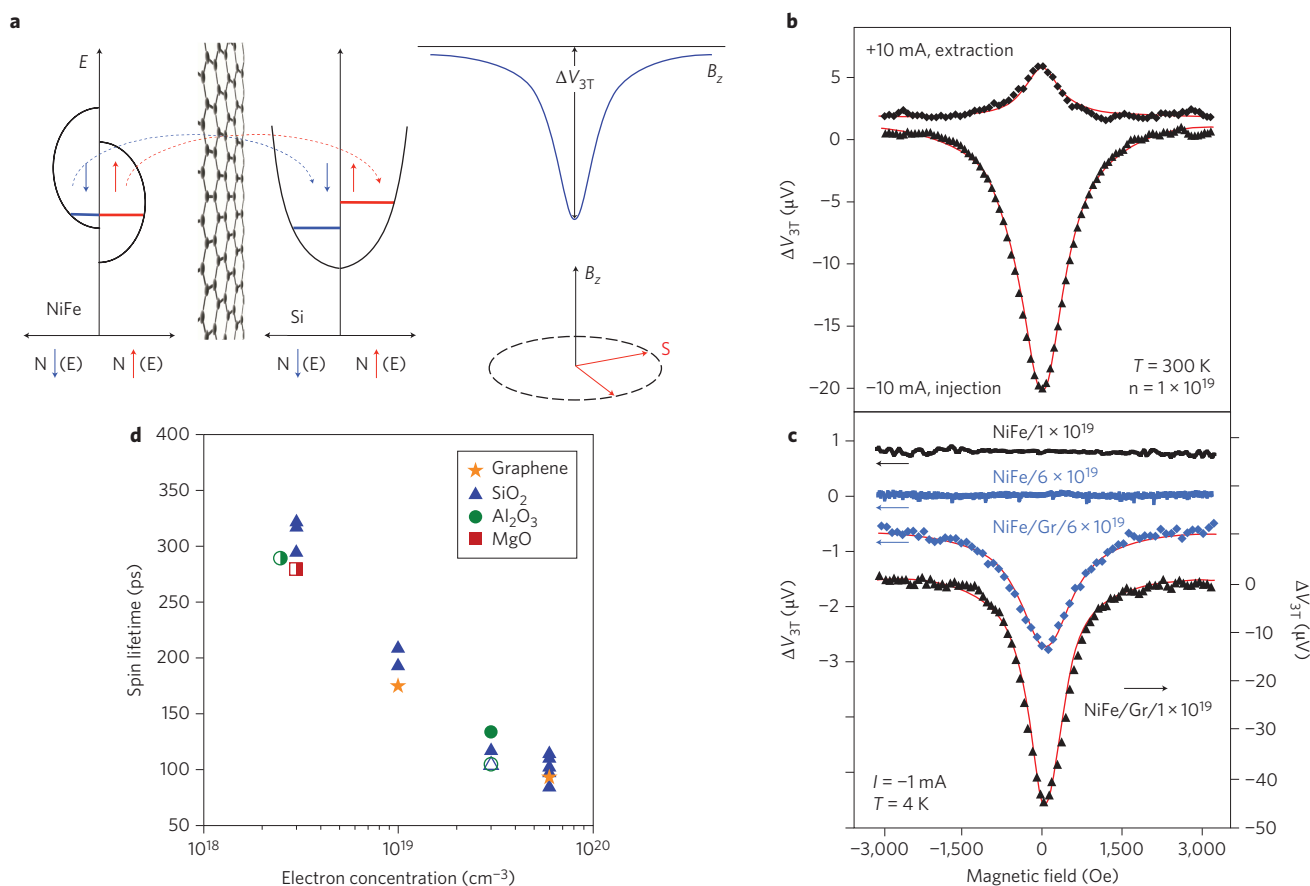 a
E
NiFe
N ↓ (E) N ↑ (E)
Si
N ↓ (E) N ↑ (E)
ΔV3T
Bz
Bz
S
b
+10 mA, extraction
5
0
−5
−10
−15
−20
ΔV3T (μV)
−10 mA, injection
T = 300 K
n = 1 × 10^19
c
NiFe/1 × 10^19
NiFe/6 × 10^19
NiFe/Gr/6 × 10^19
NiFe/Gr/1 × 10^19
1
0
−1
−2
−3
ΔV3T (μV)
0
−10
−20
−30
−40
−50
ΔV3T (μV)
I = −1 mA
T = 4 K
−3,000 −1,500 0 1,500 3,000
Magnetic field (Oe)
d
400
350
300
250
200
150
100
50
Spin lifetime (ps)
Graphene
SiO2
Al2O3
MgO
10^18 10^19 10^20
Electron concentration (cm^−3)